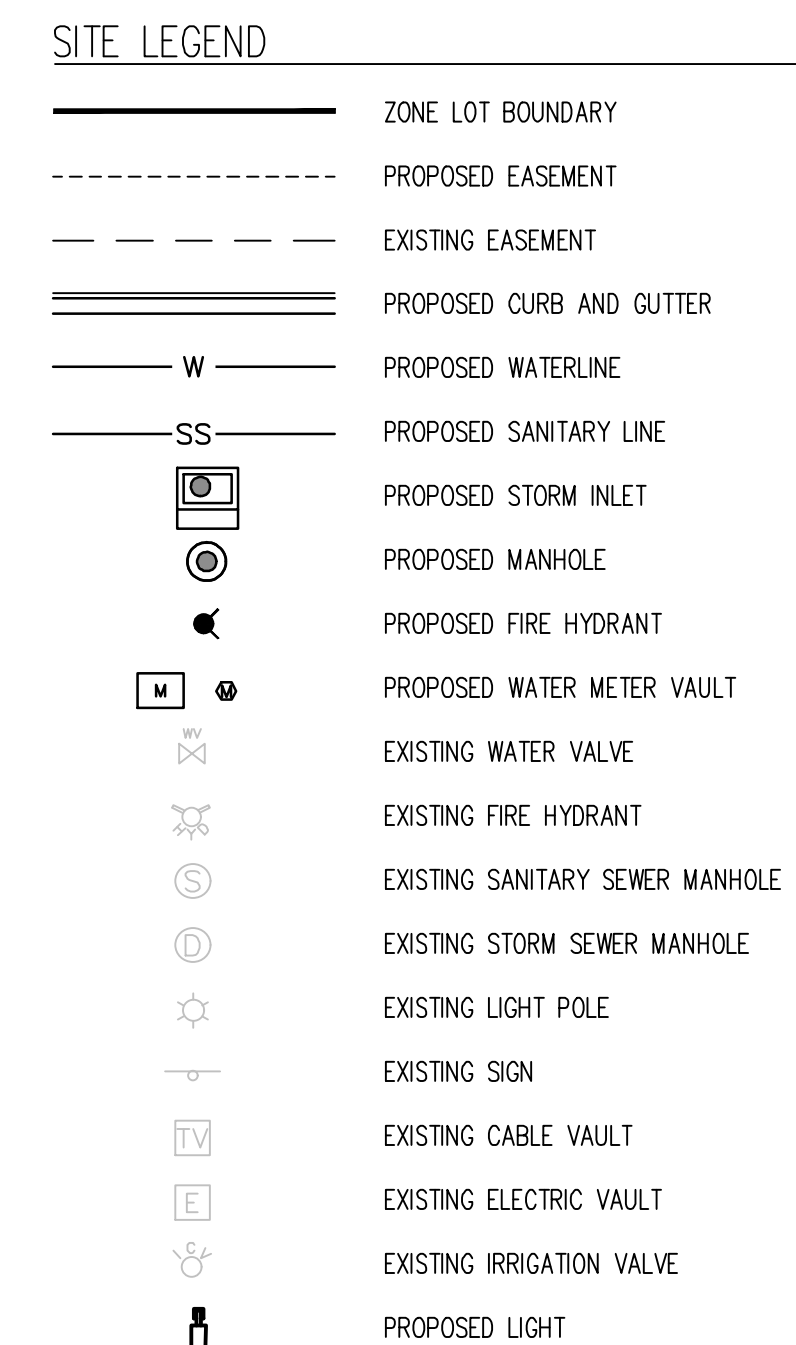 SITE LEGEND
ZONE LOT BOUNDARY
PROPOSED EASEMENT
EXISTING EASEMENT
PROPOSED CURB AND GUTTER
W PROPOSED WATERLINE
SS PROPOSED SANITARY LINE
PROPOSED STORM INLET
PROPOSED MANHOLE
PROPOSED FIRE HYDRANT
M M PROPOSED WATER METER VAULT
WV EXISTING WATER VALVE
EXISTING FIRE HYDRANT
S EXISTING SANITARY SEWER MANHOLE
D EXISTING STORM SEWER MANHOLE
EXISTING LIGHT POLE
EXISTING SIGN
TV EXISTING CABLE VAULT
E EXISTING ELECTRIC VAULT
C EXISTING IRRIGATION VALVE
PROPOSED LIGHT